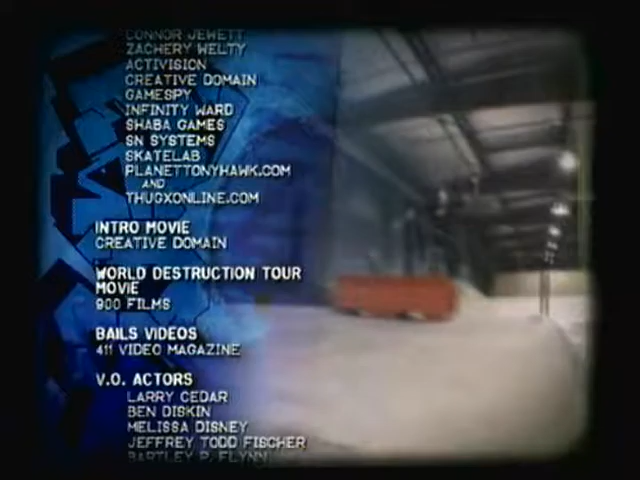 CONNOR JEWETT
ZACHERY WELTY
ACTIVISION
CREATIVE DOMAIN
GAMESPY
INFINITY WARD
SHABA GAMES
SN SYSTEMS
SKATELAB
PLANETTONYHAWK.COM
AND
THUGXONLINE.COM
INTRO MOVIE
CREATIVE DOMAIN
WORLD DESTRUCTION TOUR
MOVIE
900 FILMS
BAILS VIDEOS
411 VIDEO MAGAZINE
V.O. ACTORS
LARRY CEDAR
BEN DISKIN
MELISSA DISNEY
JEFFREY TODD FISCHER
BARTLEY P. FLYNN